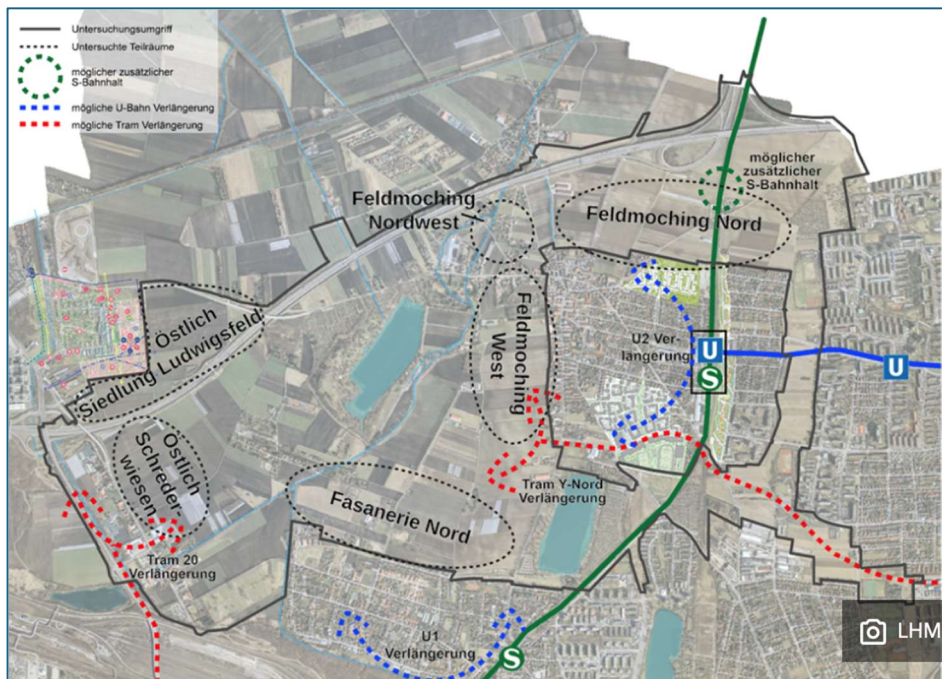 Untersuchungsumgriff
Untersuchte Teilräume
möglicher zusätzlicher
S-Bahnhalt
mögliche U-Bahn Verlängerung
mögliche Tram Verlängerung
möglicher
zusätzlicher
S-Bahnhalt
Feldmoching
Nordwest
Feldmoching Nord
Feldmoching
West
U2 Ver-
längerung
U
S
U
Östlich
Siedlung Ludwigsfeld
Östlich
Schreder-
wiesen
Tram Y-Nord
Verlängerung
Fasanerie Nord
Tram 20
Verlängerung
U1
Verlängerung
S
LHM